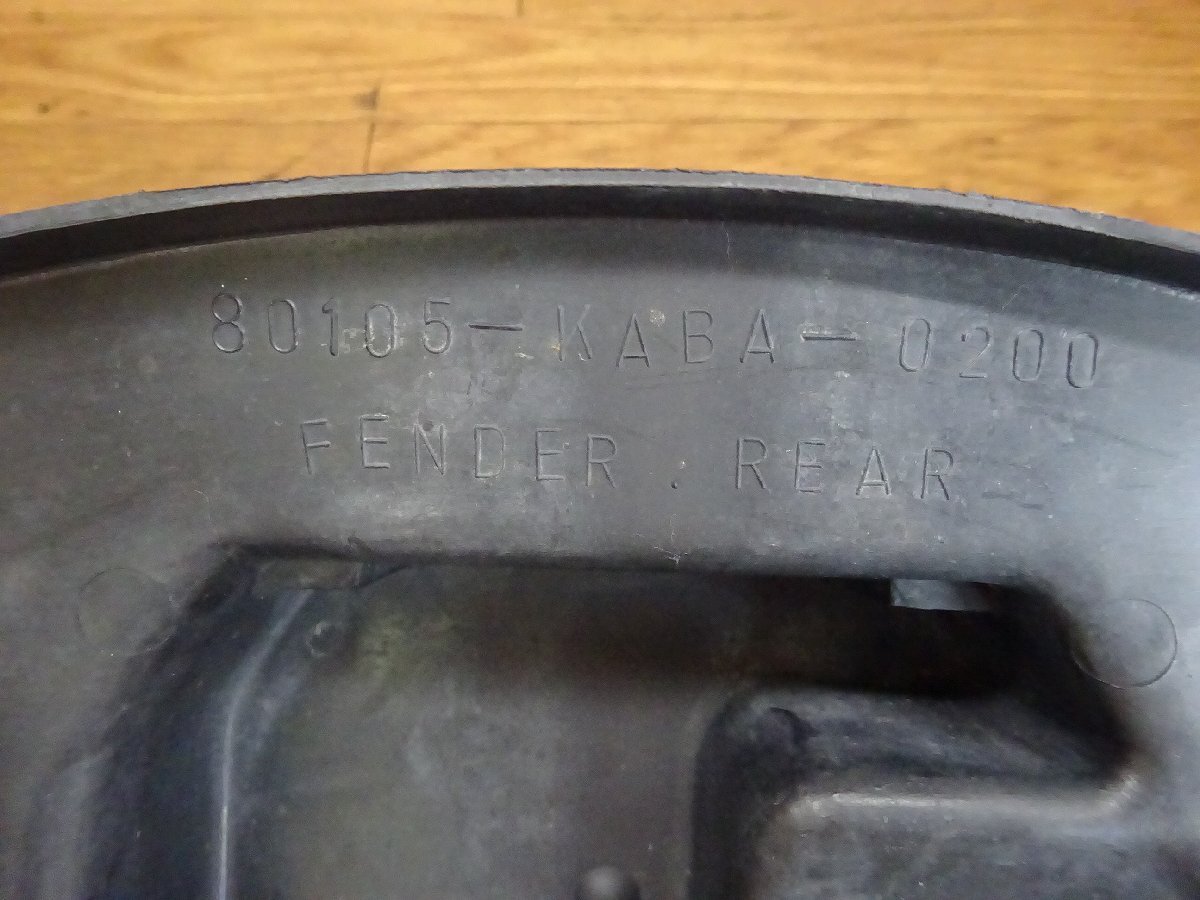 80105-KABA-0200
FENDER . REAR